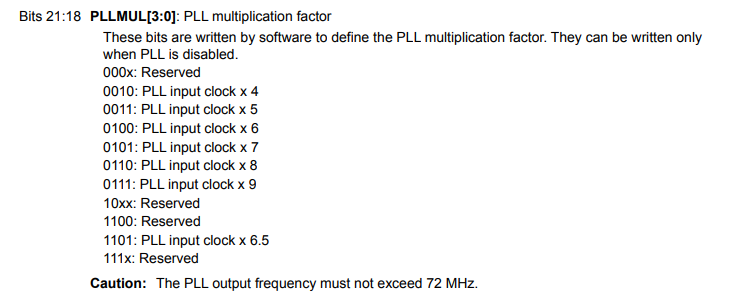 Bits 21:18 PLLMUL[3:0]: PLL multiplication factor
These bits are written by software to define the PLL multiplication factor. They can be written only
when PLL is disabled.
000x: Reserved
0010: PLL input clock x 4
0011: PLL input clock x 5
0100: PLL input clock x 6
0101: PLL input clock x 7
0110: PLL input clock x 8
0111: PLL input clock x 9
10xx: Reserved
1100: Reserved
1101: PLL input clock x 6.5
111x: Reserved
Caution: The PLL output frequency must not exceed 72 MHz.